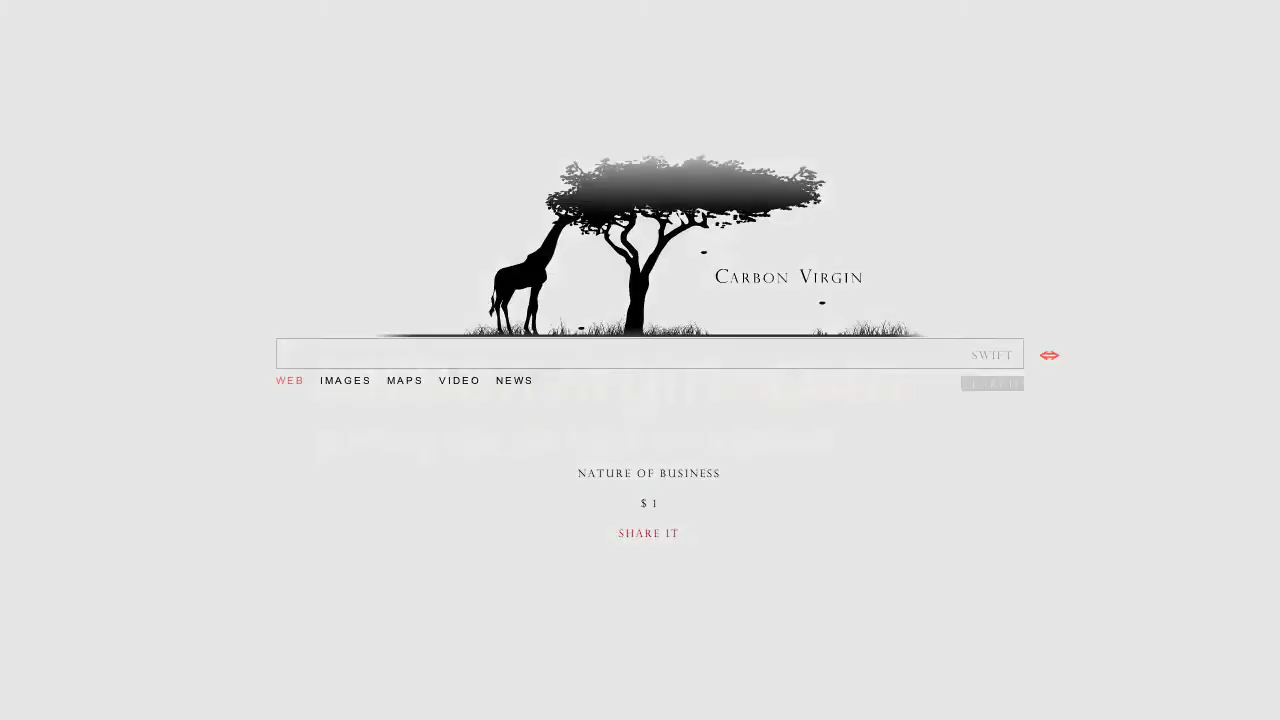 CARBON VIRGIN
SWIFT
WEB IMAGES MAPS VIDEO NEWS
NATURE OF BUSINESS
$ 1
SHARE IT